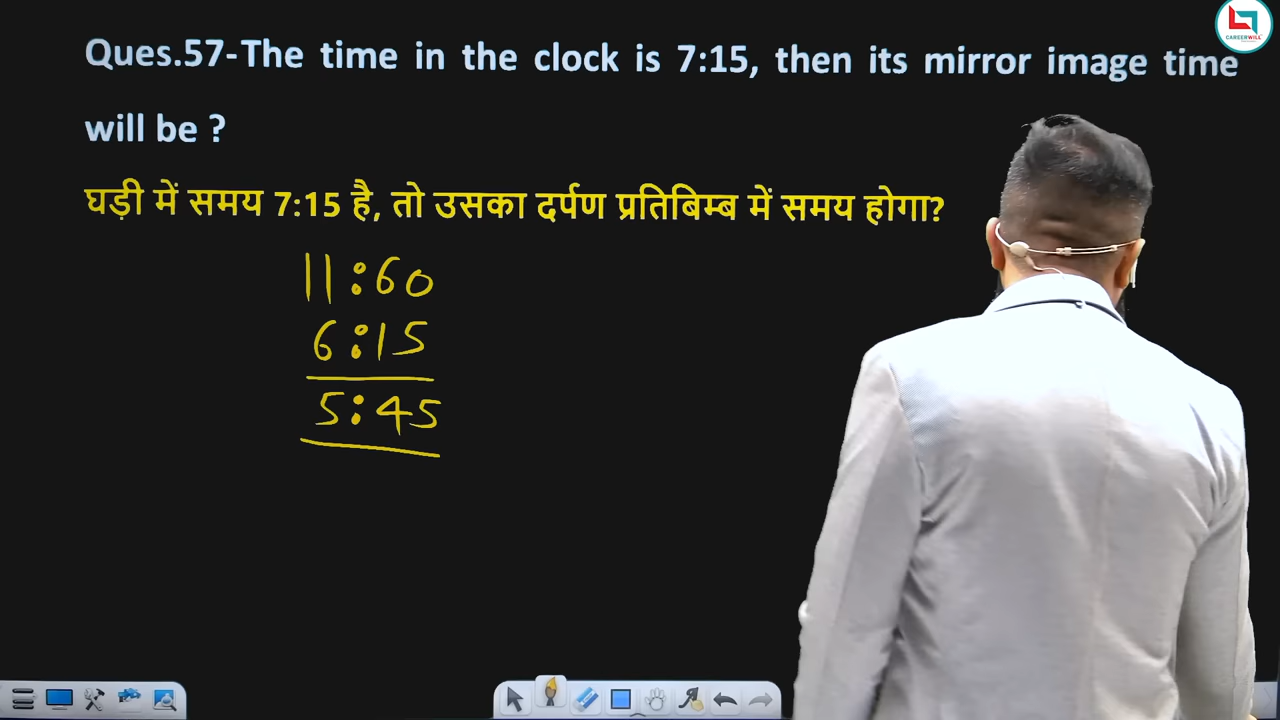 Ques.57-The time in the clock is 7:15, then its mirror image time
will be ?
घड़ी में समय 7:15 है, तो उसका दर्पण प्रतिबिम्ब में समय होगा?
11:60
6:15
5:45
CAREERWILL